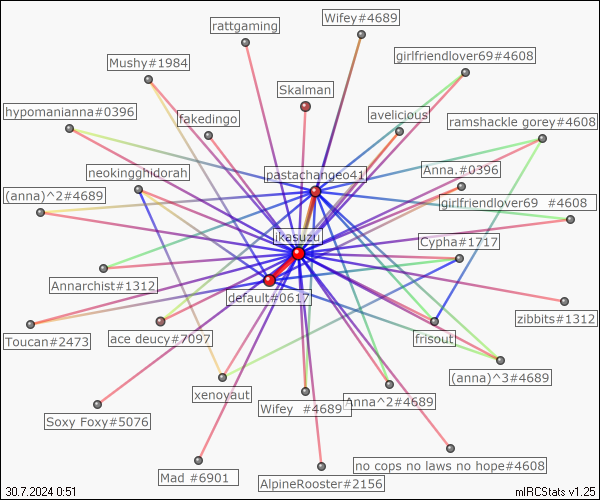 rattgaming
Wifey#4689
girlfriendlover69#4608
Mushy#1984
Skalman
hypomanianna#0396
fakedingo
avelicious
ramshackle gorey#4608
neokingghidorah
pastachangeo41
Anna.#0396
(anna)^2#4689
girlfriendlover69 #4608
ikasuzu
Cypha#1717
Annarchist#1312
default#0617
zibbits#1312
Toucan#2473
ace deucy#7097
frisout
(anna)^3#4689
xenoyaut
Wifey #4689
Anna^2#4689
Soxy Foxy#5076
no cops no laws no hope#4608
Mad #6901
AlpineRooster#2156
30.7.2024 0:51
mIRCStats v1.25